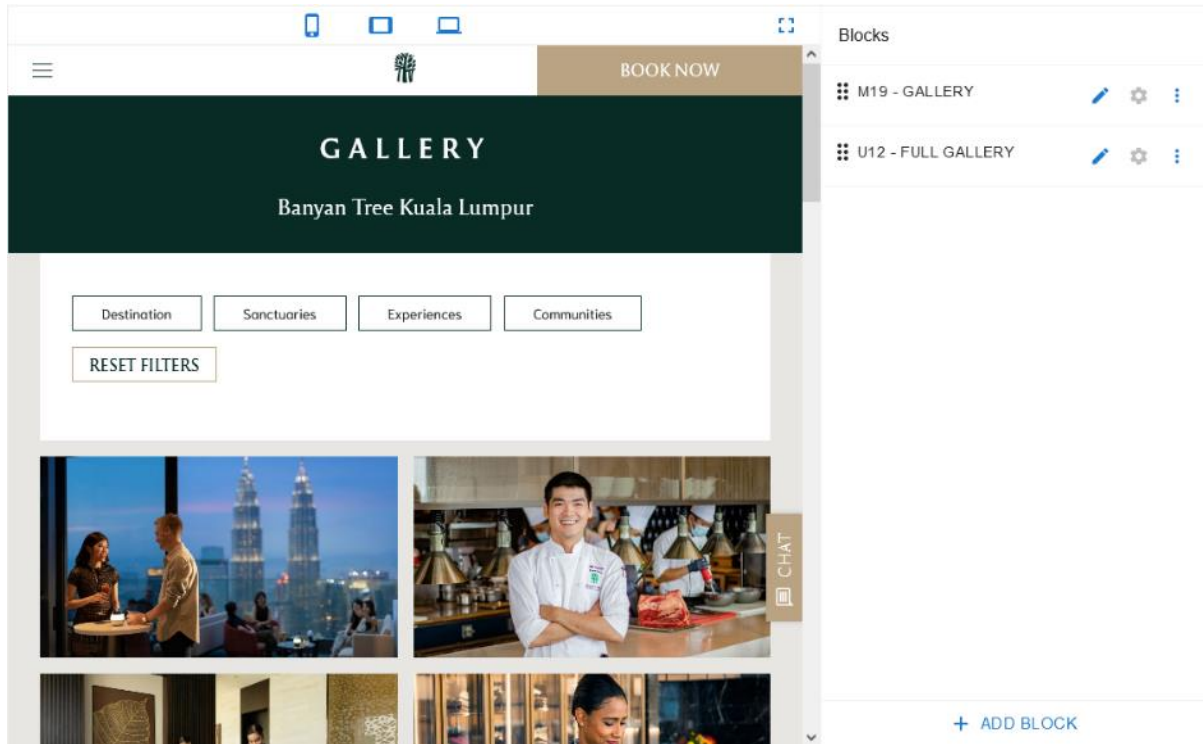 BOOK NOW
GALLERY
Banyan Tree Kuala Lumpur
Destination
Sanctuaries
Experiences
Communities
RESET FILTERS
CHAT
Blocks
M19 - GALLERY
U12 - FULL GALLERY
+ ADD BLOCK